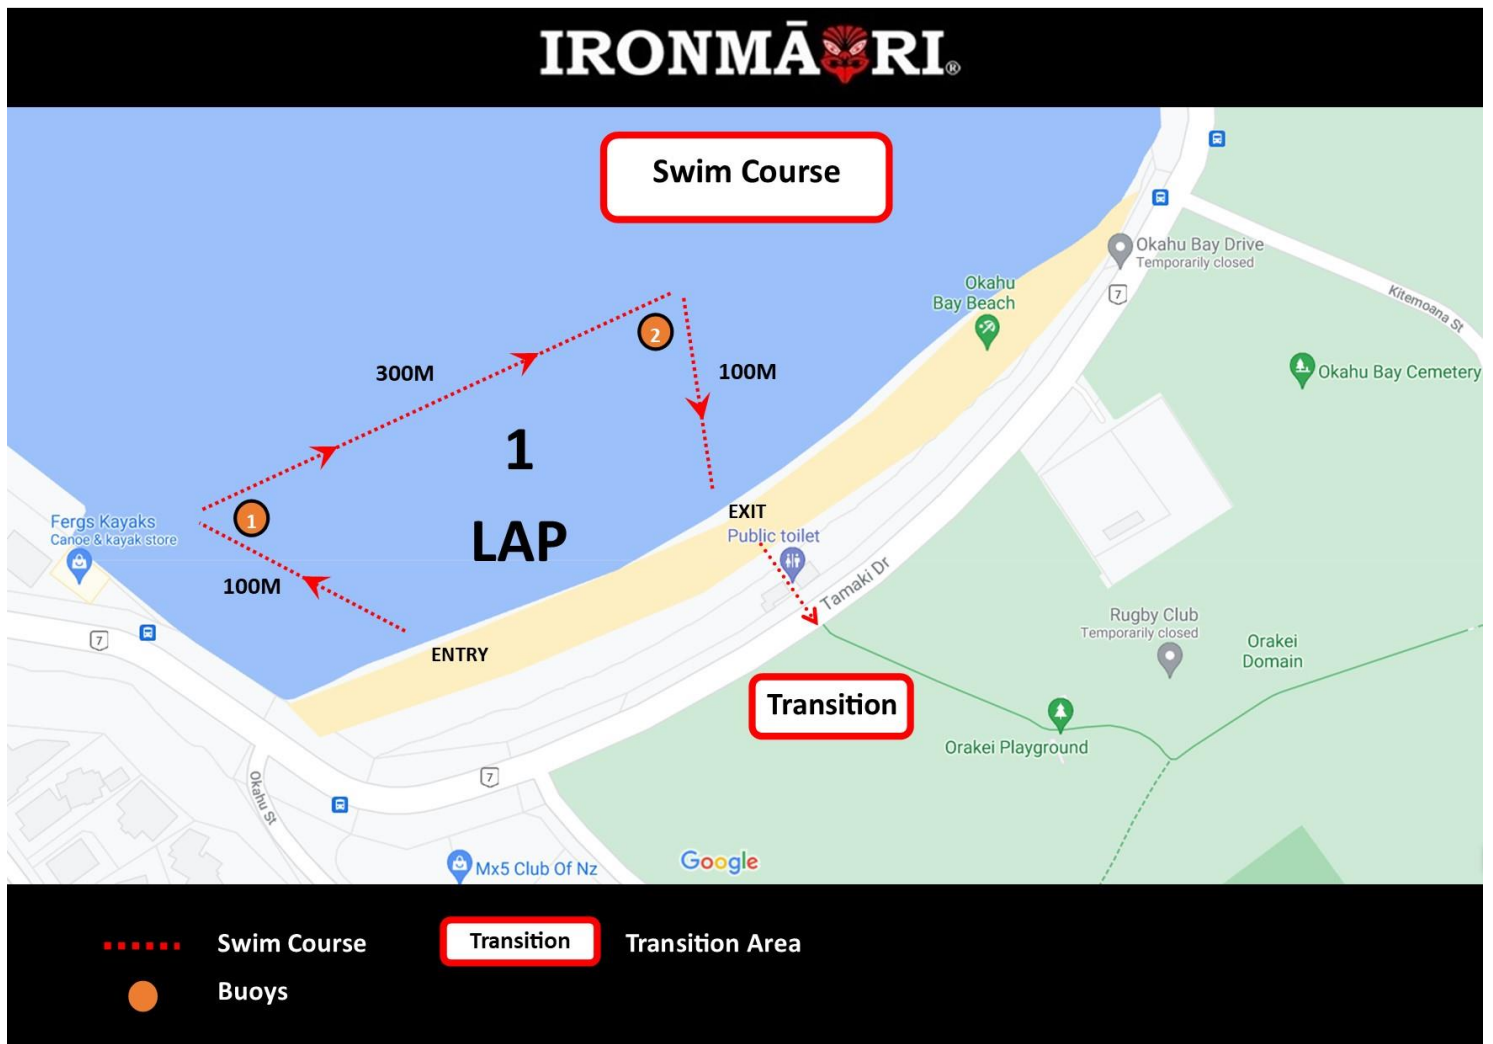 IRONMĀORI®
Swim Course
Okahu Bay Drive
Temporarily closed
7
Okahu
Bay Beach
Kitemoana St
2
300M
100M
Okahu Bay Cemetery
1
LAP
1
Fergs Kayaks
Canoe & kayak store
EXIT
Public toilet
100M
Tamaki Dr
Rugby Club
Temporarily closed
7
Orakei
Domain
ENTRY
Transition
Orakei Playground
7
Okahu St
Google
Mx5 Club Of Nz
Swim Course
Transition
Transition Area
Buoys